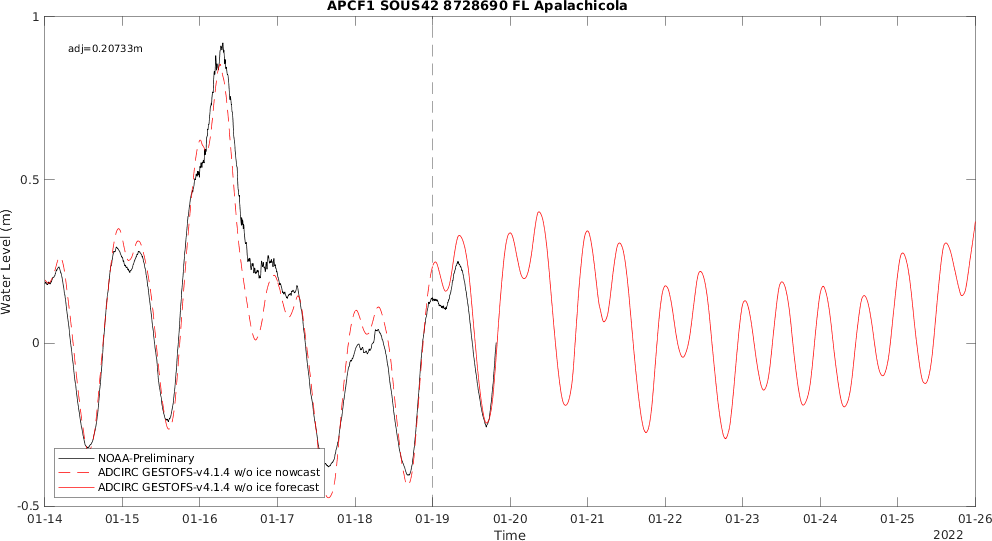 APCF1 SOUS42 8728690 FL Apalachicola
adj=0.20733m
1
0.5
0
-0.5
Water Level (m)
NOAA-Preliminary
ADCIRC GESTOFS-v4.1.4 w/o ice nowcast
ADCIRC GESTOFS-v4.1.4 w/o ice forecast
01-14 01-15 01-16 01-17 01-18 01-19 01-20 01-21 01-22 01-23 01-24 01-25 01-26
Time
2022